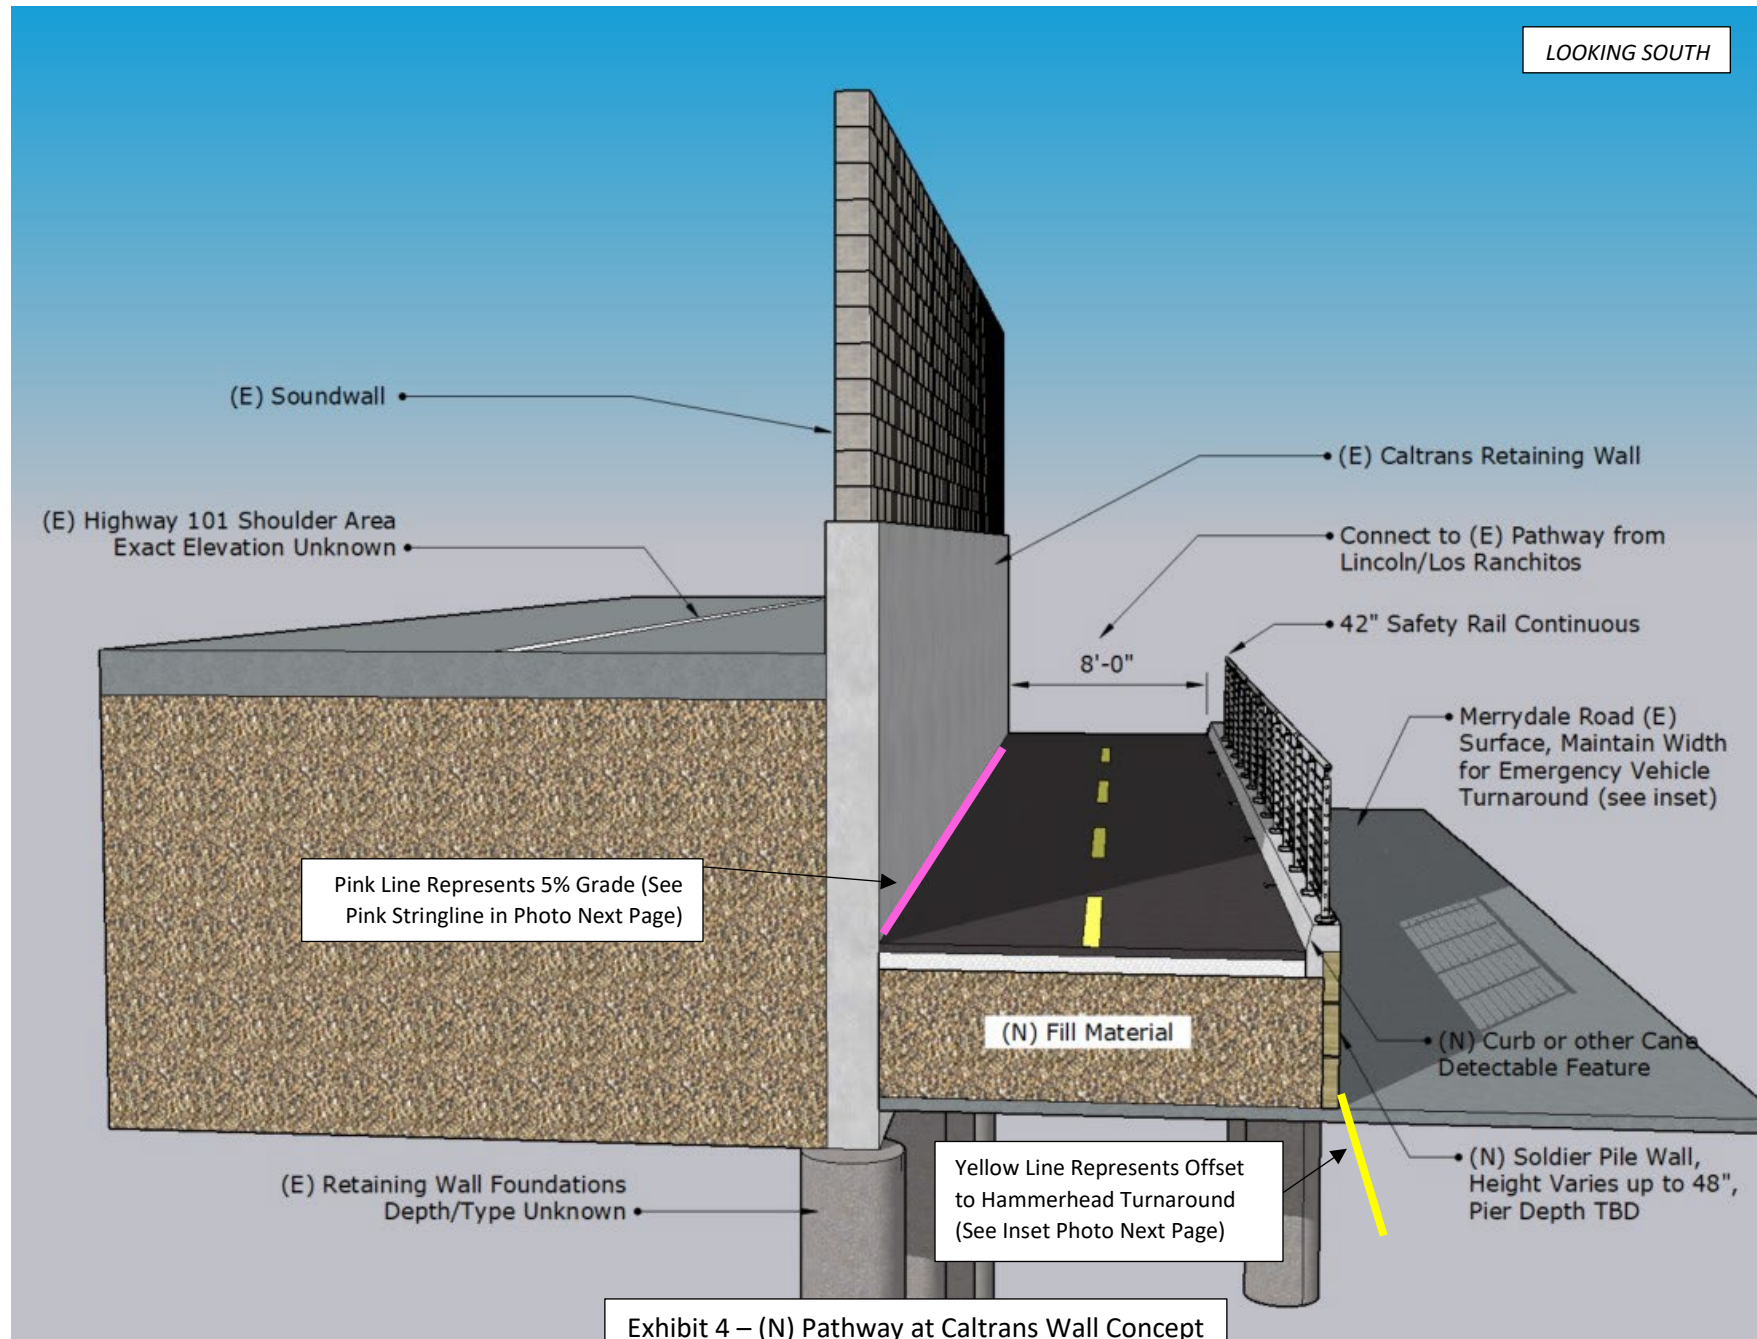 LOOKING SOUTH
(E) Soundwall
(E) Caltrans Retaining Wall
(E) Highway 101 Shoulder Area
Exact Elevation Unknown
Connect to (E) Pathway from
Lincoln/Los Ranchitos
42" Safety Rail Continuous
8'-0"
Merrydale Road (E)
Surface, Maintain Width
for Emergency Vehicle
Turnaround (see inset)
Pink Line Represents 5% Grade (See
Pink Stringline in Photo Next Page)
(N) Fill Material
(N) Curb or other Cane
Detectable Feature
Yellow Line Represents Offset
to Hammerhead Turnaround
(See Inset Photo Next Page)
(N) Soldier Pile Wall,
Height Varies up to 48",
Pier Depth TBD
(E) Retaining Wall Foundations
Depth/Type Unknown
Exhibit 4 – (N) Pathway at Caltrans Wall Concept